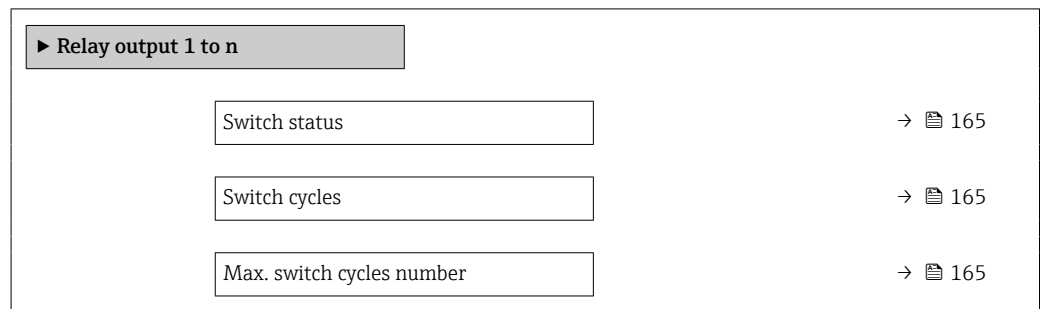 ▶ Relay output 1 to n
Switch status → 165
Switch cycles → 165
Max. switch cycles number → 165